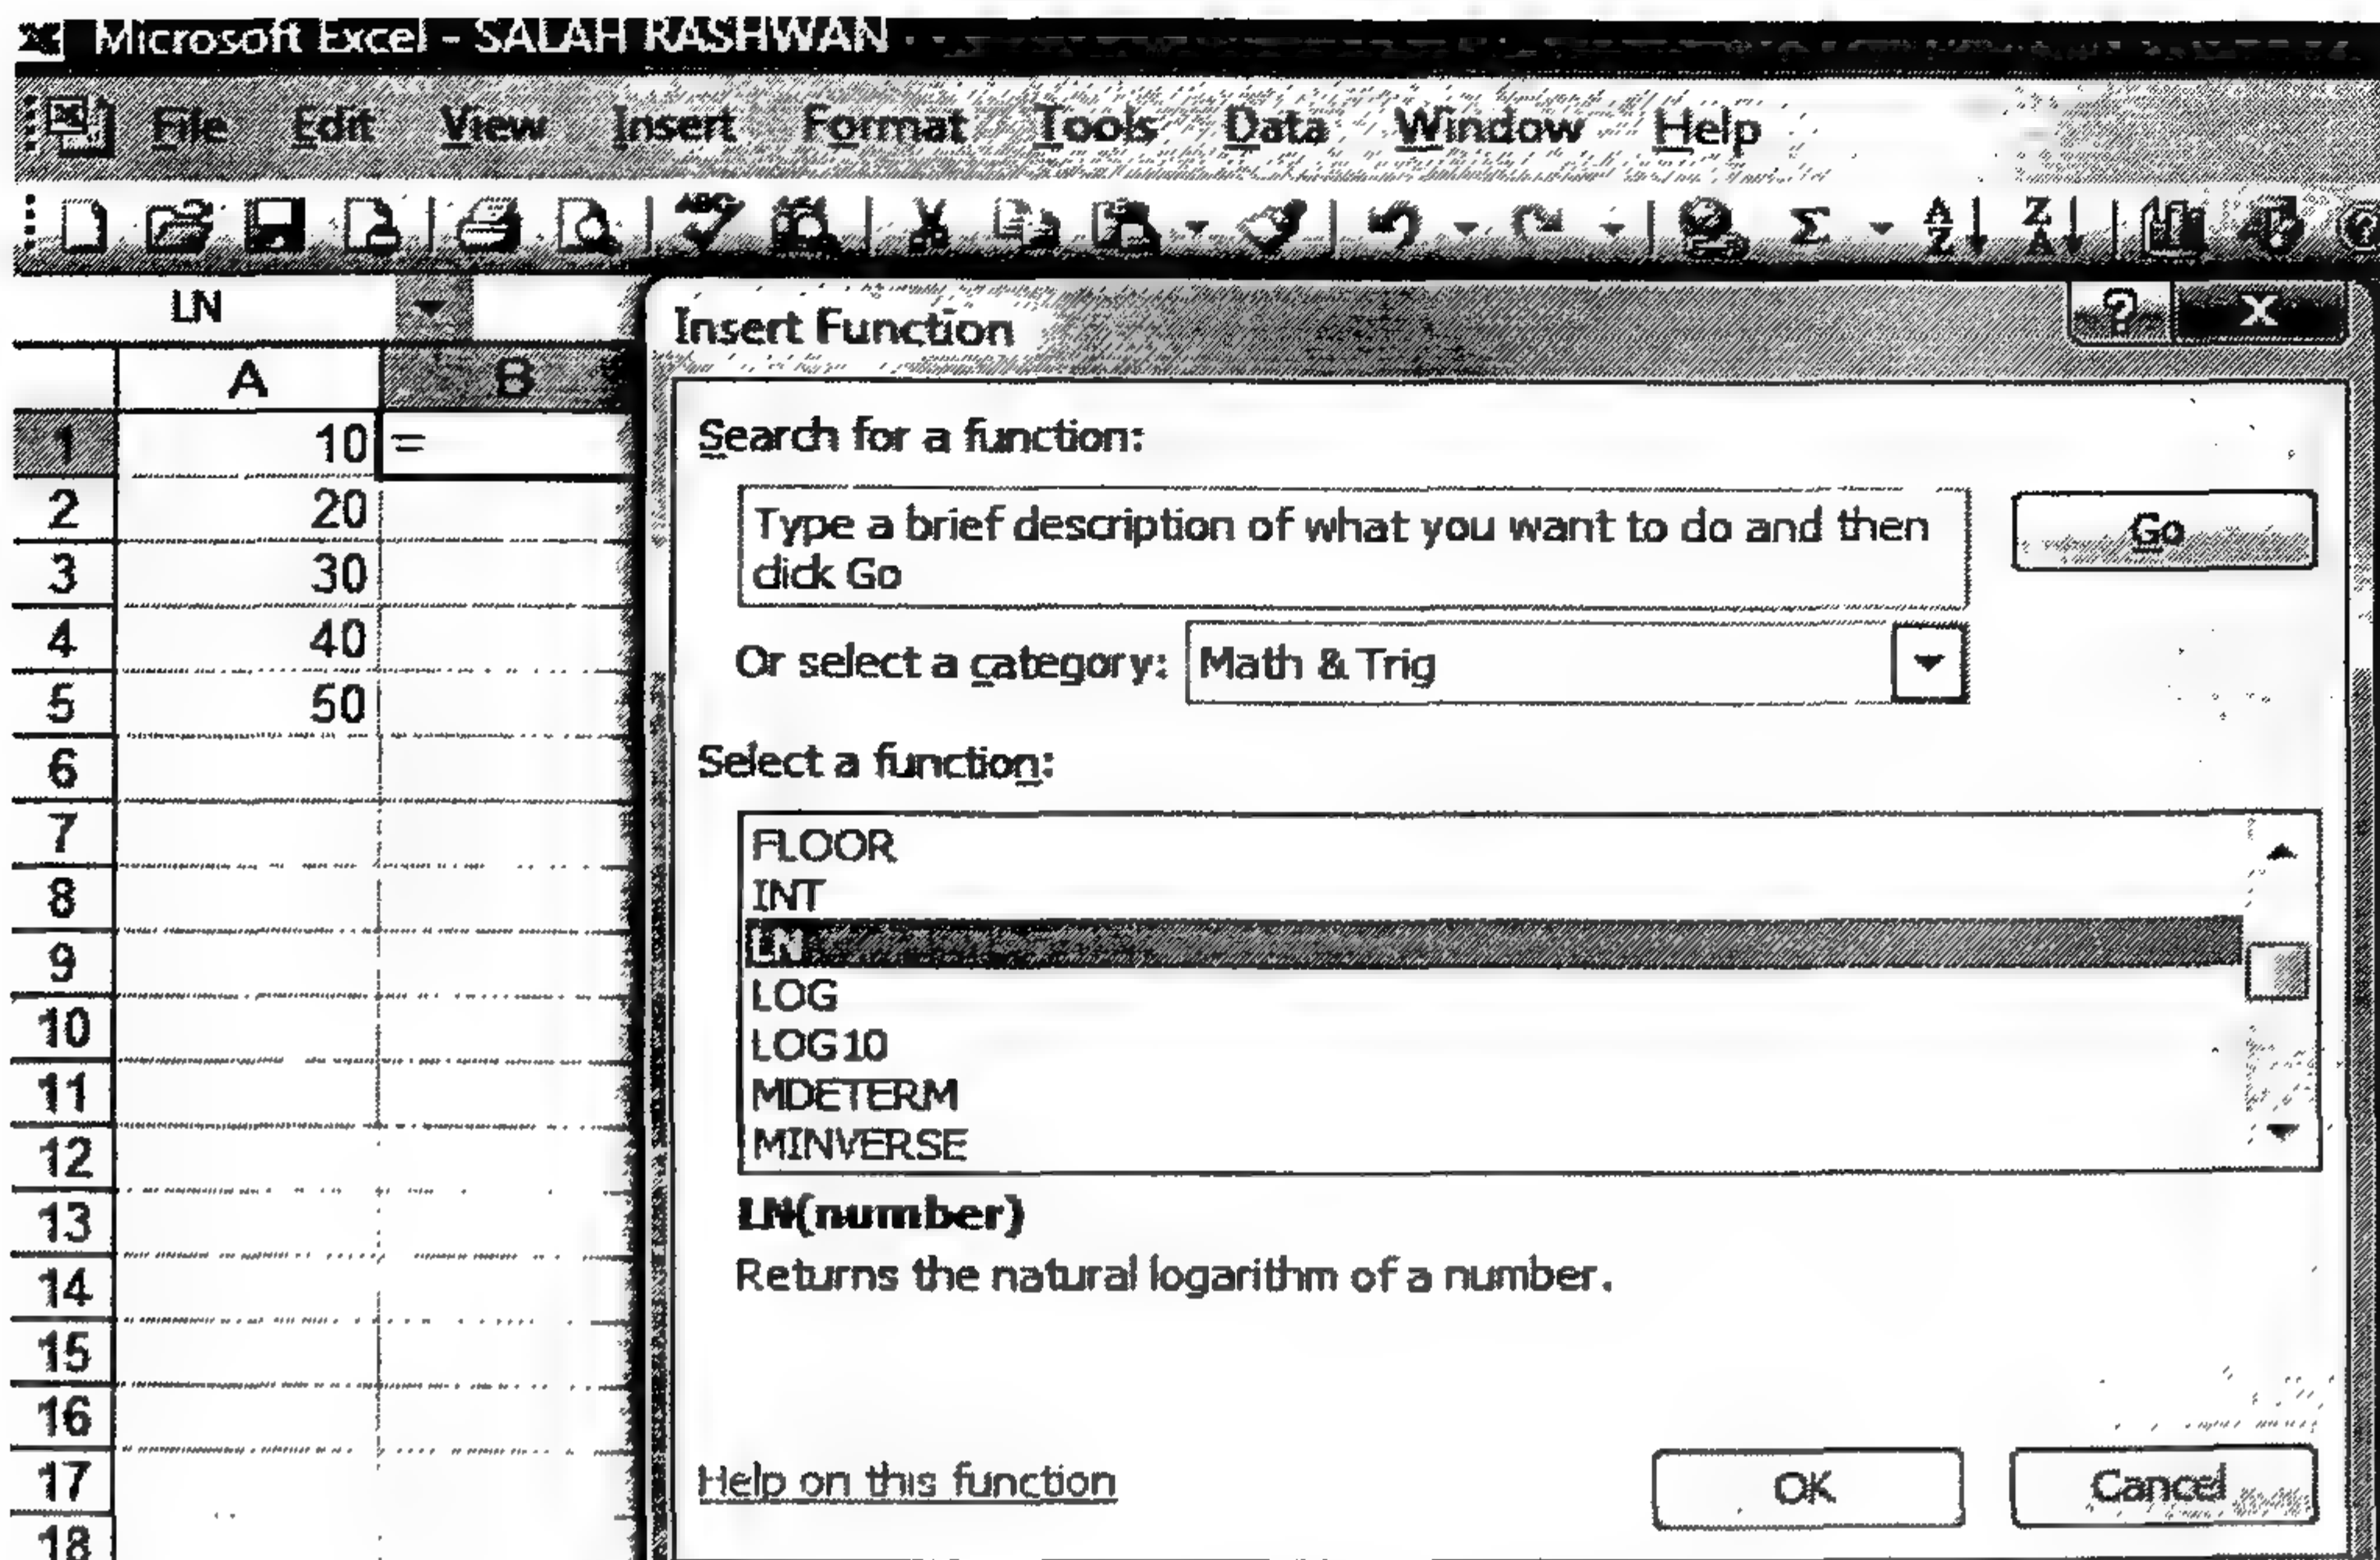 Microsoft Excel - SALAH RASHWAN
File Edit View Insert Format Tools Data Window Help
ABC
LN
Insert Function ? X
A B
Search for a function:
1 10 =
2 20
Type a brief description of what you want to do and then
click Go
Go
3 30
4 40
Or select a category: Math & Trig
5 50
6
Select a function:
7
FLOOR
8
INT
LN
9
LOG
10
LOG10
11
MDETERM
12
MINVERSE
13
LN(number)
14
Returns the natural logarithm of a number.
15
16
17
Help on this function OK Cancel
18